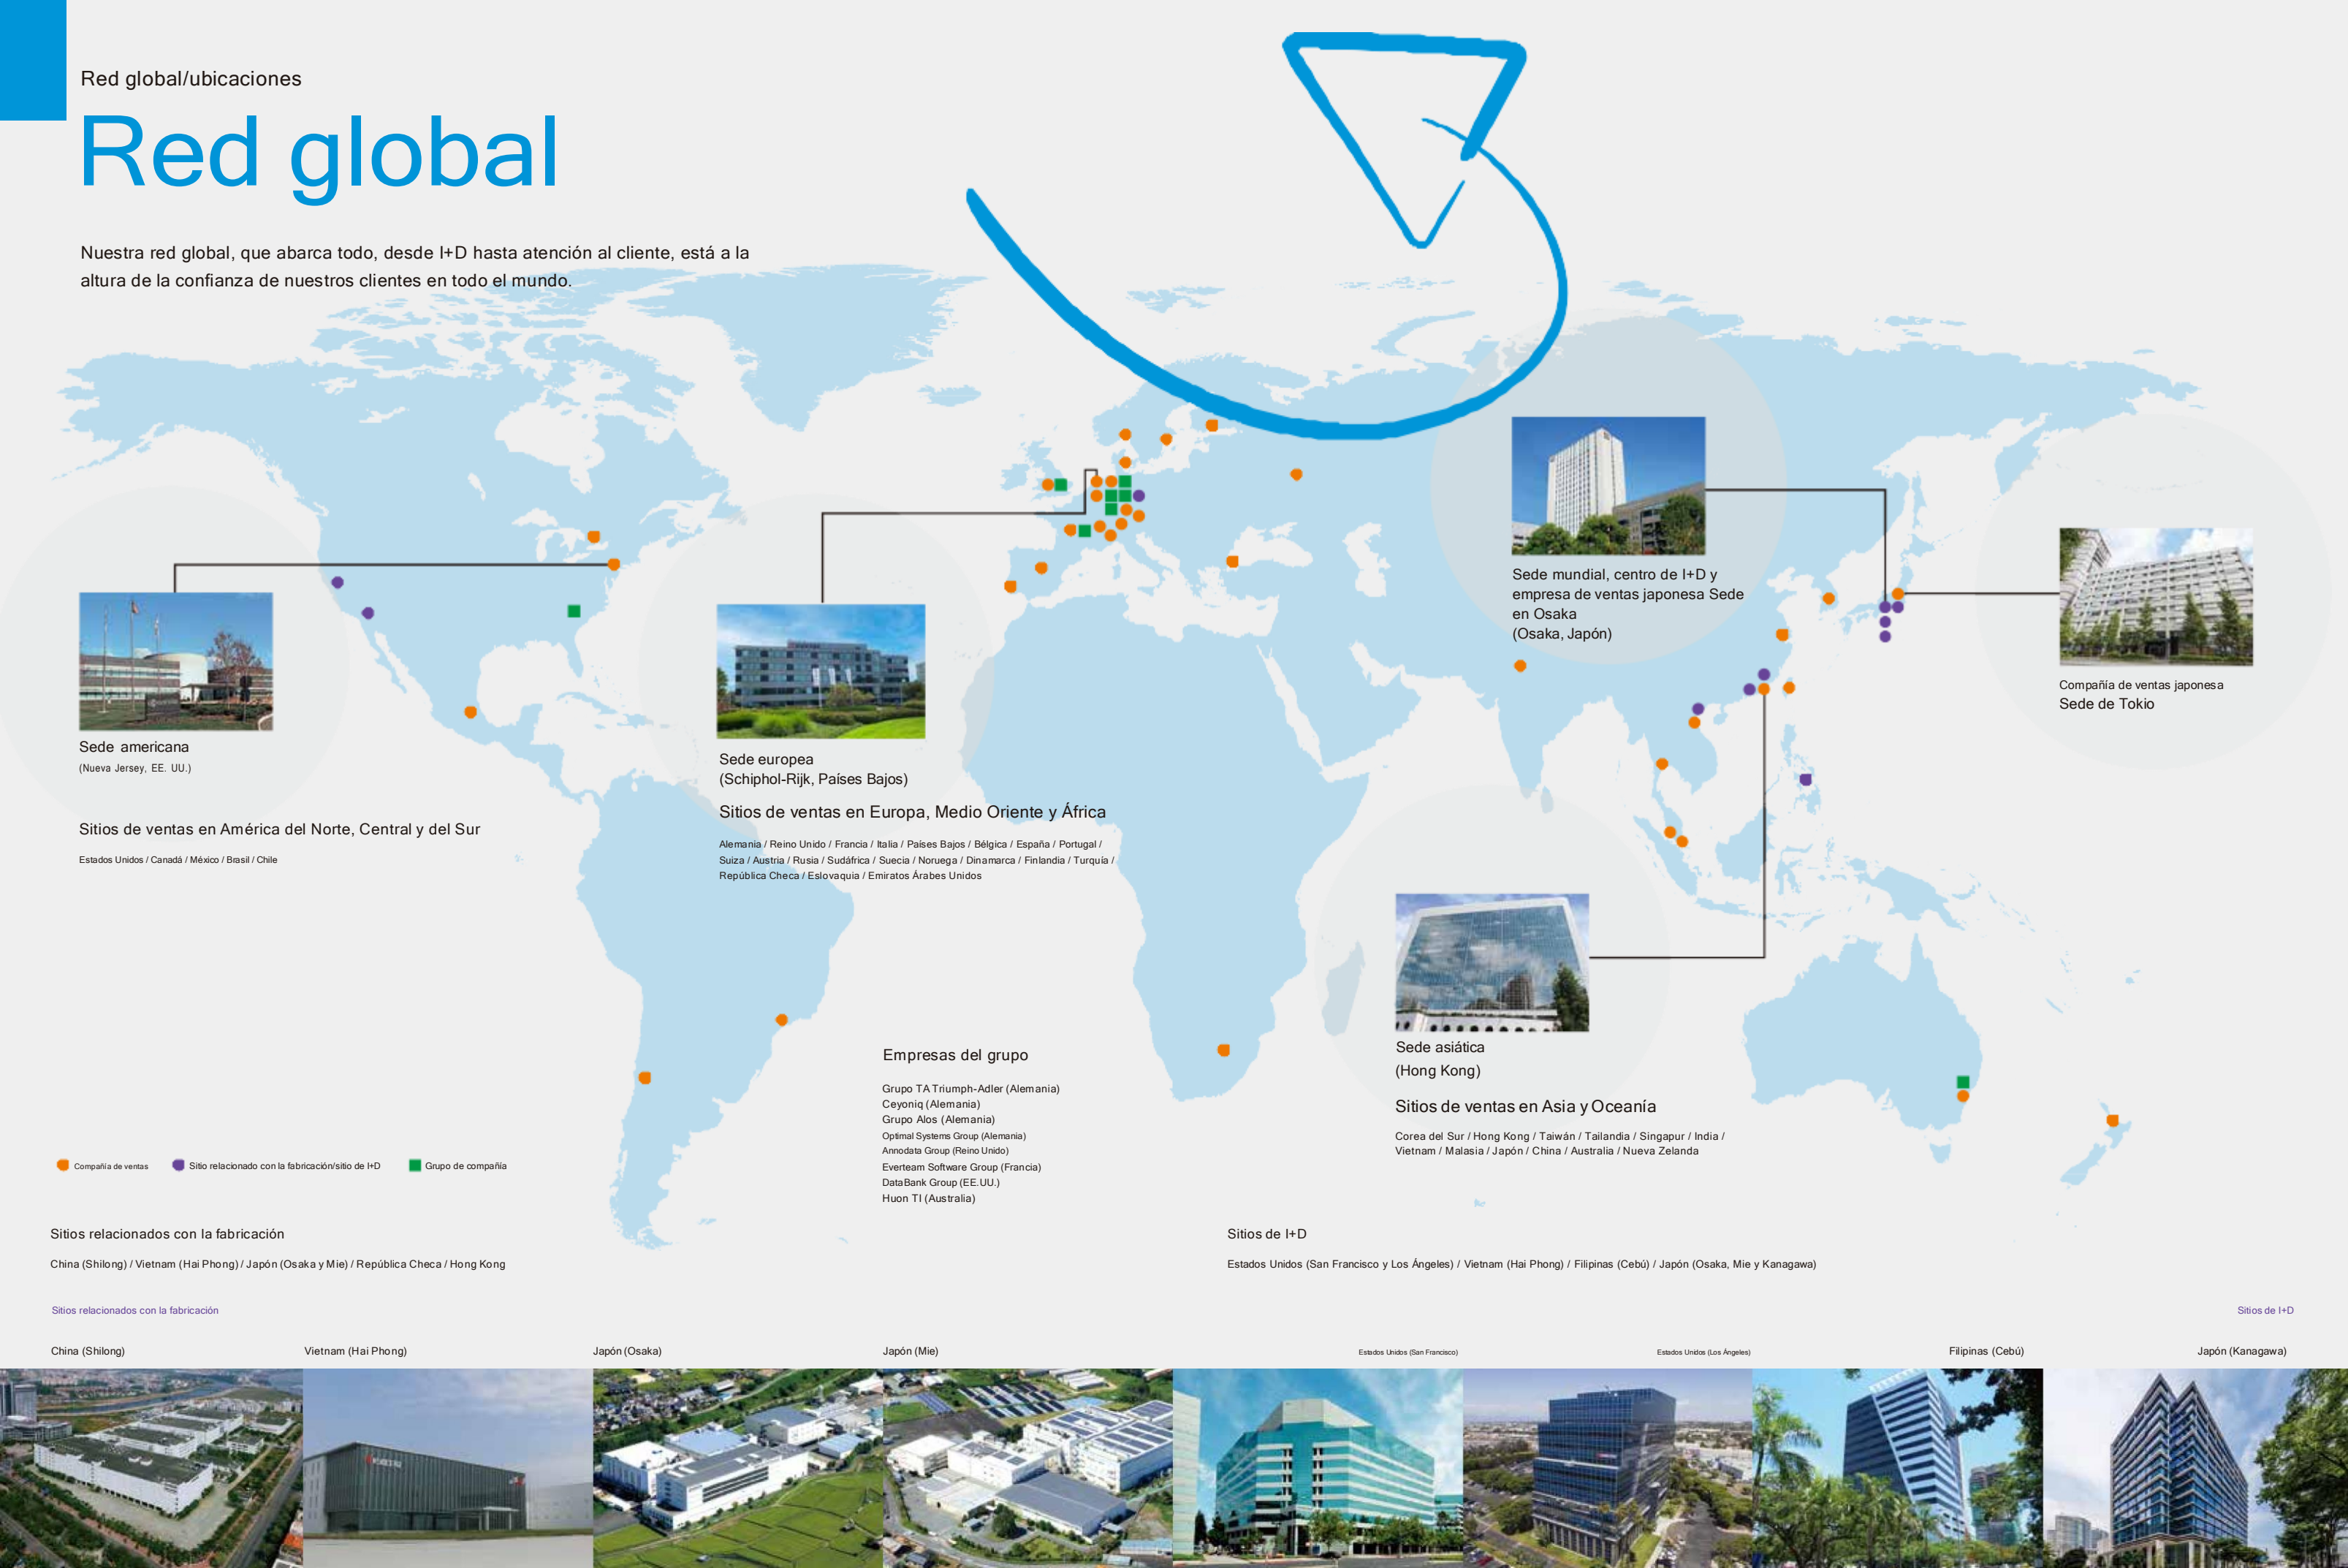 Red global/ubicaciones
Red global
Nuestra red global, que abarca todo, desde I+D hasta atención al cliente, está a la
altura de la confianza de nuestros clientes en todo el mundo.
Sede americana
(Nueva Jersey, EE. UU.)
Sitios de ventas en América del Norte, Central y del Sur
Estados Unidos / Canadá / México / Brasil / Chile
Sede europea
(Schiphol-Rijk, Países Bajos)
Sitios de ventas en Europa, Medio Oriente y África
Alemania / Reino Unido / Francia / Italia / Países Bajos / Bélgica / España / Portugal /
Suiza / Austria / Rusia / Sudáfrica / Suecia / Noruega / Dinamarca / Finlandia / Turquía /
República Checa / Eslovaquia / Emiratos Árabes Unidos
Sede mundial, centro de I+D y
empresa de ventas japonesa Sede
en Osaka
(Osaka, Japón)
Compañía de ventas japonesa
Sede de Tokio
Sede asiática
(Hong Kong)
Sitios de ventas en Asia y Oceanía
Corea del Sur / Hong Kong / Taiwán / Tailandia / Singapur / India /
Vietnam / Malasia / Japón / China / Australia / Nueva Zelanda
Empresas del grupo
Grupo TA Triumph-Adler (Alemania)
Ceyoniq (Alemania)
Grupo Alos (Alemania)
Optimal Systems Group (Alemania)
Annodata Group (Reino Unido)
Everteam Software Group (Francia)
DataBank Group (EE.UU.)
Huon TI (Australia)
Compañía de ventas
Sitio relacionado con la fabricación/sitio de I+D
Grupo de compañía
Sitios relacionados con la fabricación
China (Shilong) / Vietnam (Hai Phong) / Japón (Osaka y Mie) / República Checa / Hong Kong
Sitios de I+D
Estados Unidos (San Francisco y Los Ángeles) / Vietnam (Hai Phong) / Filipinas (Cebú) / Japón (Osaka, Mie y Kanagawa)
Sitios relacionados con la fabricación
Sitios de I+D
China (Shilong)
Vietnam (Hai Phong)
Japón (Osaka)
Japón (Mie)
Estados Unidos (San Francisco)
Estados Unidos (Los Ángeles)
Filipinas (Cebú)
Japón (Kanagawa)